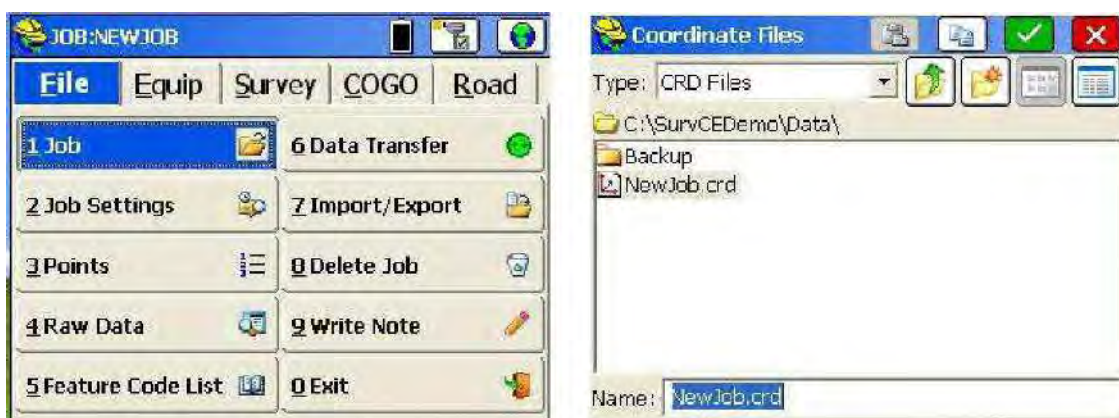 JOB:NEWJOB
File Equip Survey COGO Road
1 Job
6 Data Transfer
2 Job Settings
7 Import/Export
3 Points
8 Delete Job
4 Raw Data
9 Write Note
5 Feature Code List
0 Exit
Coordinate Files
Type: CRD Files
C:\SurvCEDemo\Data\
Backup
NewJob.crd
Name: NewJob.crd